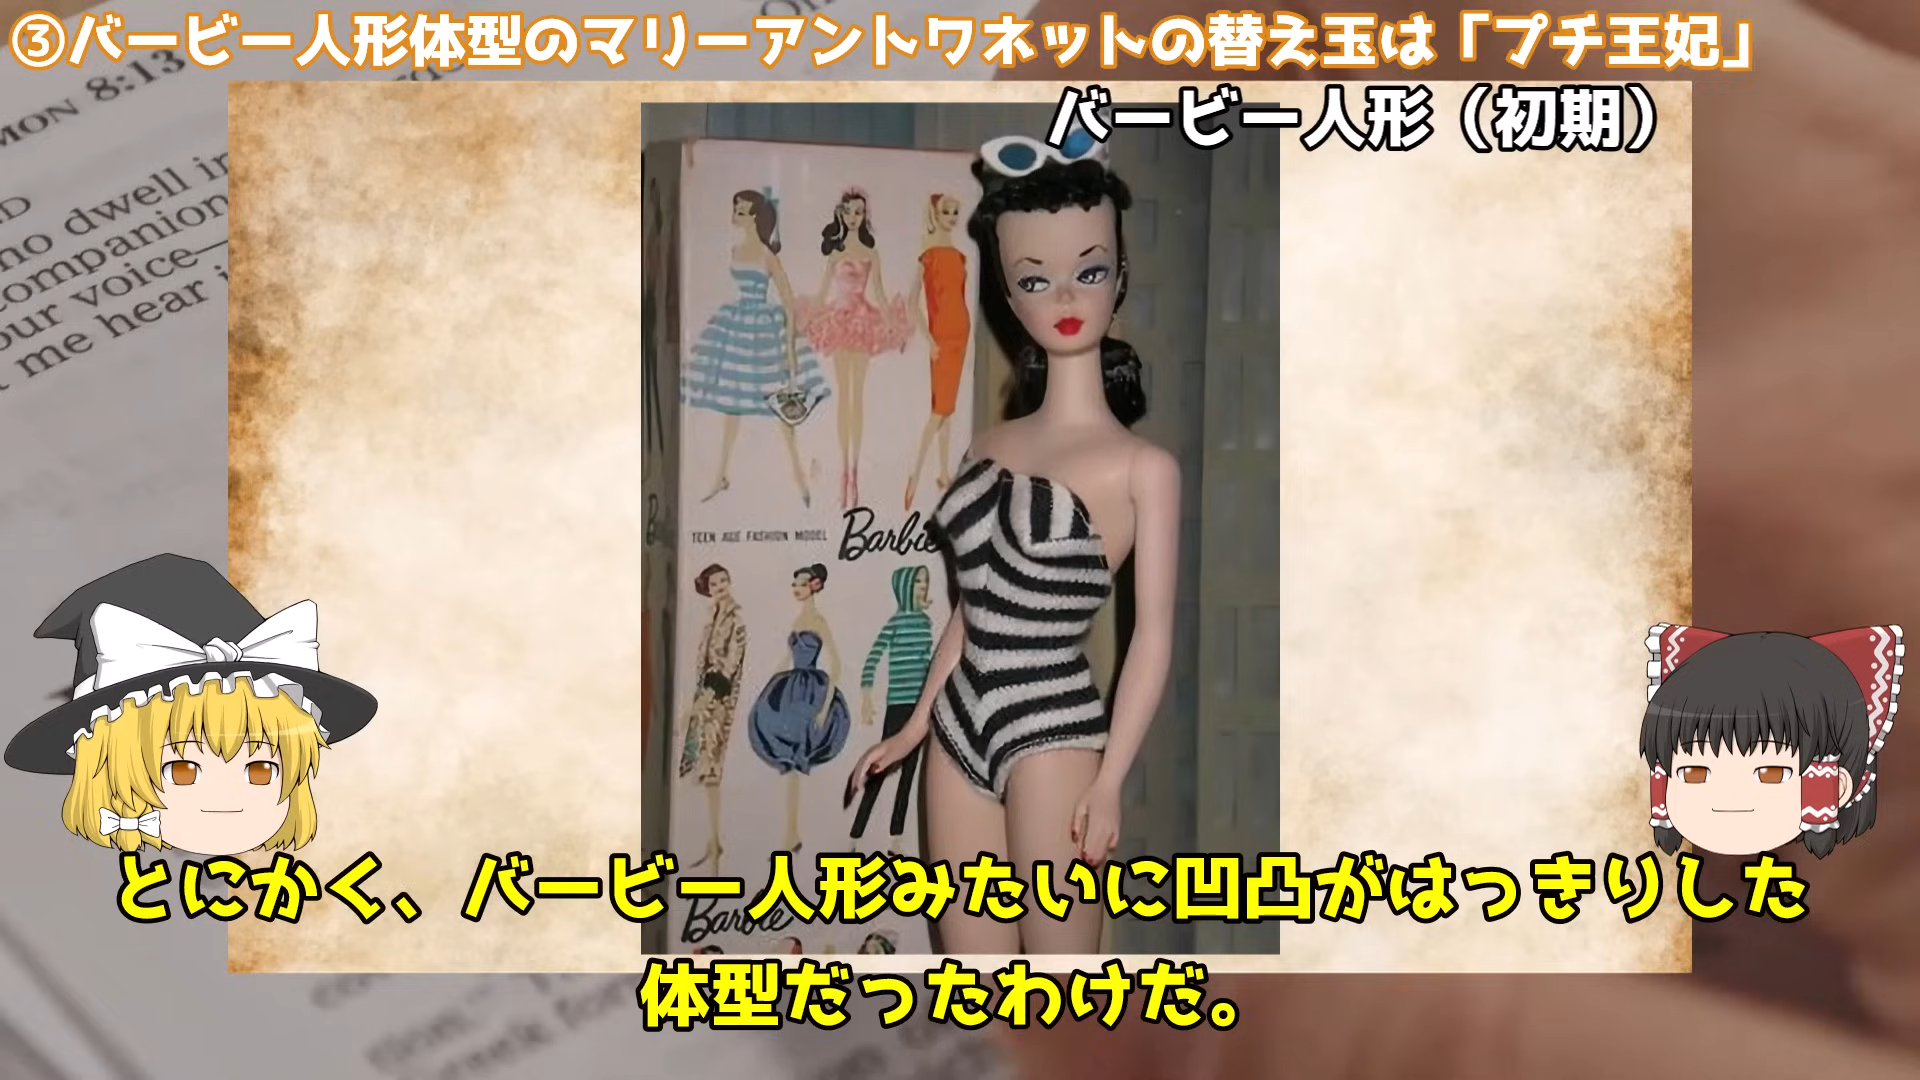 ③バービー人形体型のマリーアントワネットの替え玉は「プチ王妃」
バービー人形（初期）
MON 8:13
no dwell in
companion
our voice—
me hear i
TEEN AGE FASHION MODEL
Barbie
Barbie
とにかく、バービー人形みたいに凹凸がはっきりした
体型だったわけだ。